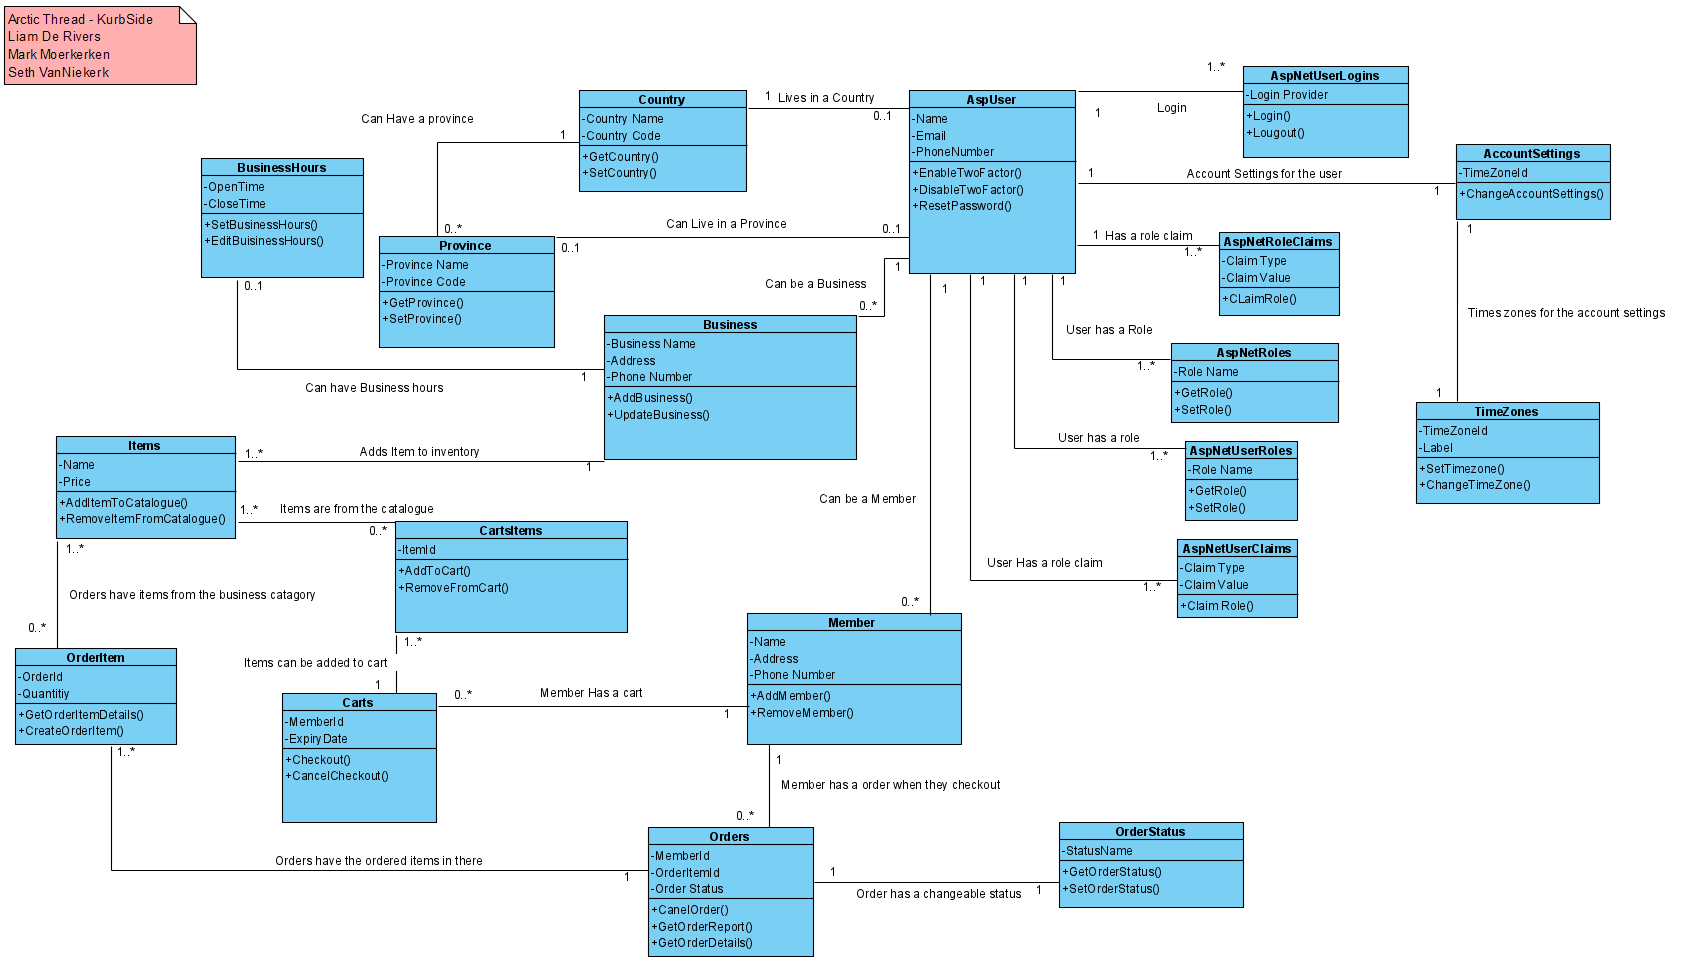 Arctic Thread - KurbSide
Liam De Rivers
Mark Moerkerken
Seth VanNiekerk
BusinessHours
-OpenTime
-CloseTime
+SetBusinessHours()
+EditBuisinessHours()
0..1
Can have Business hours
1
Can Have a province
1
0..*
Country
-Country Name
-Country Code
+GetCountry()
+SetCountry()
1
Lives in a Country
0..1
Province
-Province Name
-Province Code
+GetProvince()
+SetProvince()
0..1
Can Live in a Province
0..1
AspUser
-Name
-Email
-PhoneNumber
+EnableTwoFactor()
+DisableTwoFactor()
+ResetPassword()
1..*
1
Login
AspNetUserLogins
-Login Provider
+Login()
+Lougout()
1
Account Settings for the user
1
AccountSettings
-TimeZoneId
+ChangeAccountSettings()
1
Times zones for the account settings
1
TimeZones
-TimeZoneId
-Label
+SetTimezone()
+ChangeTimeZone()
1
Has a role claim
1..*
AspNetRoleClaims
-Claim Type
-Claim Value
+CLaimRole()
1
User has a Role
1..*
AspNetRoles
-Role Name
+GetRole()
+SetRole()
1
User has a role
1..*
AspNetUserRoles
-Role Name
+GetRole()
+SetRole()
1
User Has a role claim
1..*
AspNetUserClaims
-Claim Type
-Claim Value
+Claim Role()
1
Can be a Business
0..*
Business
-Business Name
-Address
-Phone Number
+AddBusiness()
+UpdateBusiness()
1
Can be a Member
0..*
Items
-Name
-Price
+AddItemToCatalogue()
+RemoveItemFromCatalogue()
1..*
Adds Item to inventory
1
1..*
Items are from the catalogue
0..*
CartsItems
-ItemId
+AddToCart()
+RemoveFromCart()
1..*
Orders have items from the business catagory
0..*
1..*
Items can be added to cart
1
OrderItem
-OrderId
-Quantitiy
+GetOrderItemDetails()
+CreateOrderItem()
1..*
Carts
-MemberId
-ExpiryDate
+Checkout()
+CancelCheckout()
0..*
Member Has a cart
1
Member
-Name
-Address
-Phone Number
+AddMember()
+RemoveMember()
1
Member has a order when they checkout
0..*
Orders have the ordered items in there
1
Orders
-MemberId
-OrderItemId
-Order Status
+CanelOrder()
+GetOrderReport()
+GetOrderDetails()
1
Order has a changeable status
1
OrderStatus
-StatusName
+GetOrderStatus()
+SetOrderStatus()